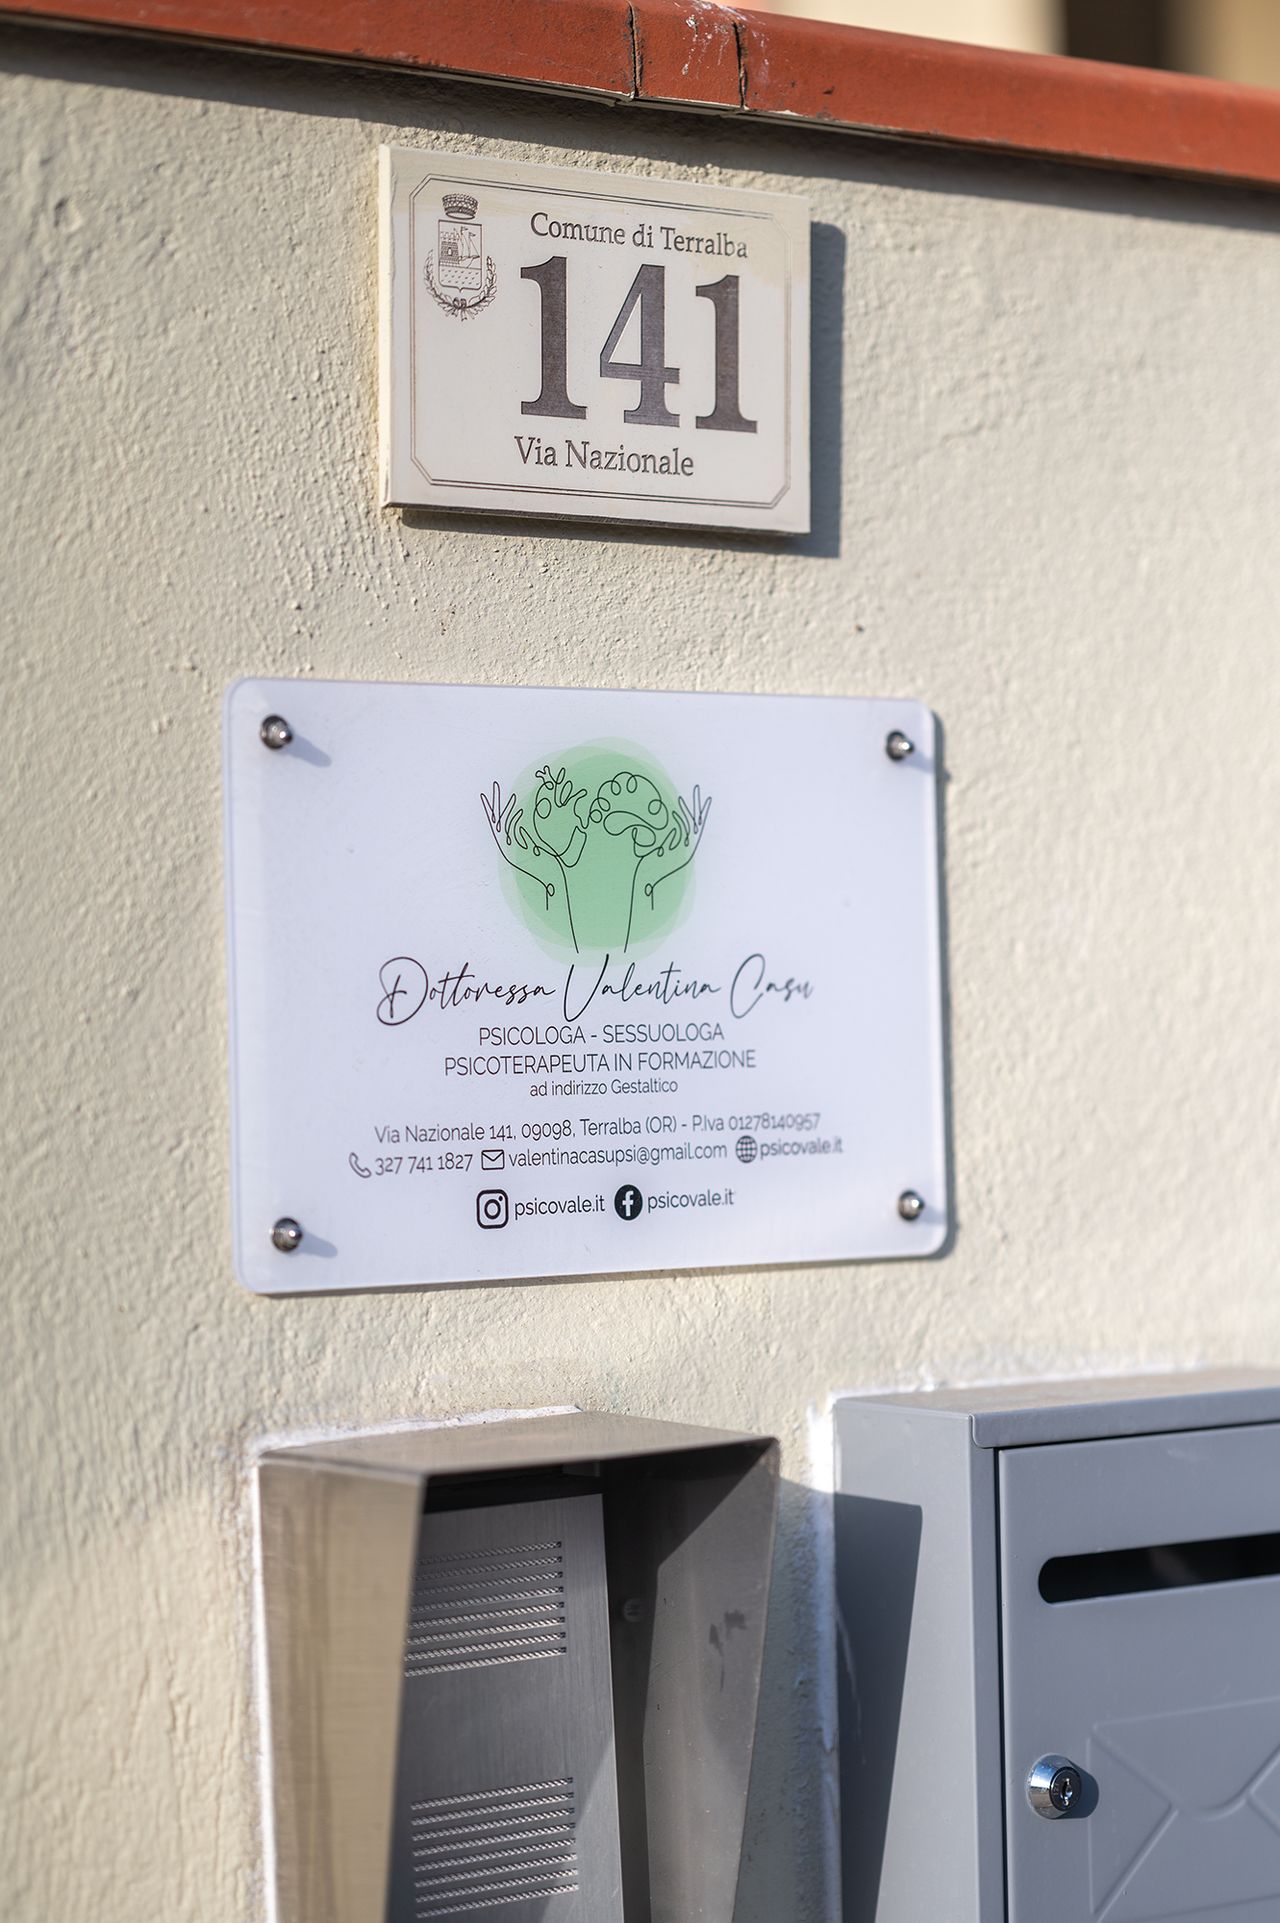 Comune di Terralba
141
Via Nazionale
Dottoressa Valentina Casu
PSICOLOGA - SESSUOLOGA
PSICOTERAPEUTA IN FORMAZIONE
ad indirizzo Gestaltico
Via Nazionale 141, 09098, Terralba (OR) - P.Iva 01278140957
327 741 1827 valentinacasupsi@gmail.com psicovale.it
psicovale.it psicovale.it